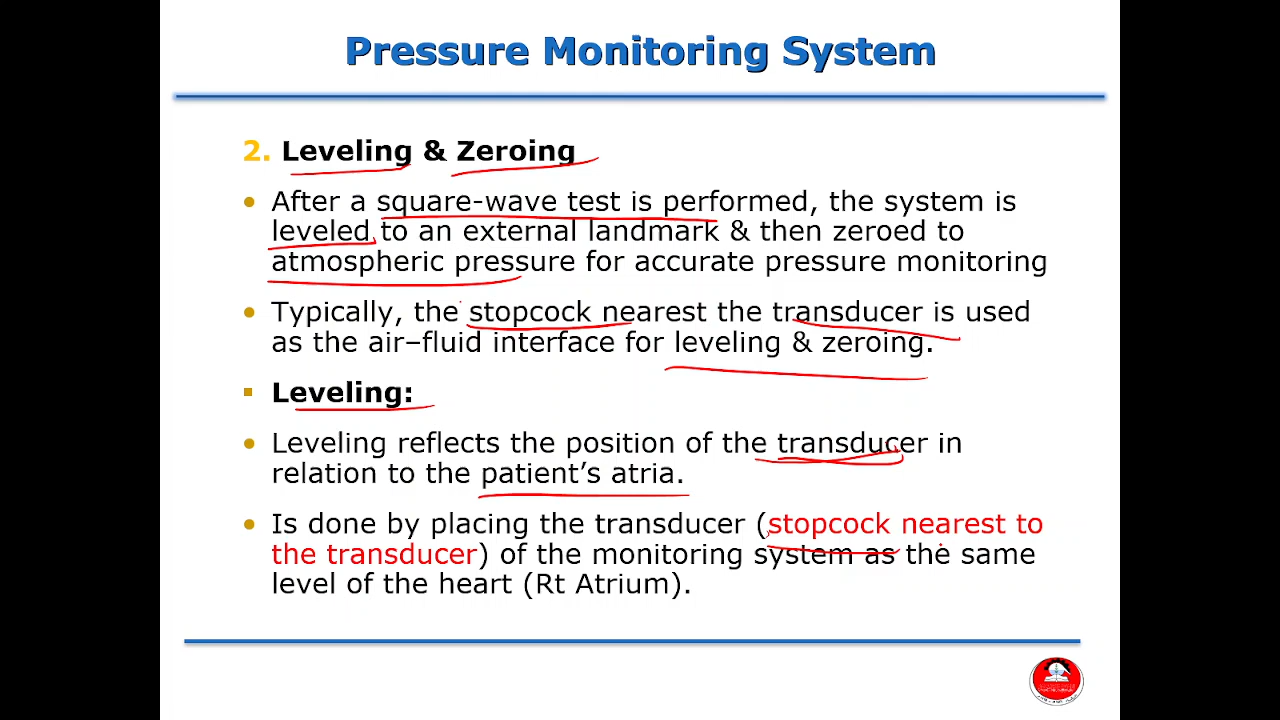 Pressure Monitoring System
2. Leveling & Zeroing
• After a square-wave test is performed, the system is
leveled to an external landmark & then zeroed to
atmospheric pressure for accurate pressure monitoring
• Typically, the stopcock nearest the transducer is used
as the air–fluid interface for leveling & zeroing.
▪ Leveling:
• Leveling reflects the position of the transducer in
relation to the patient’s atria.
• Is done by placing the transducer (stopcock nearest to
the transducer) of the monitoring system as the same
level of the heart (Rt Atrium).